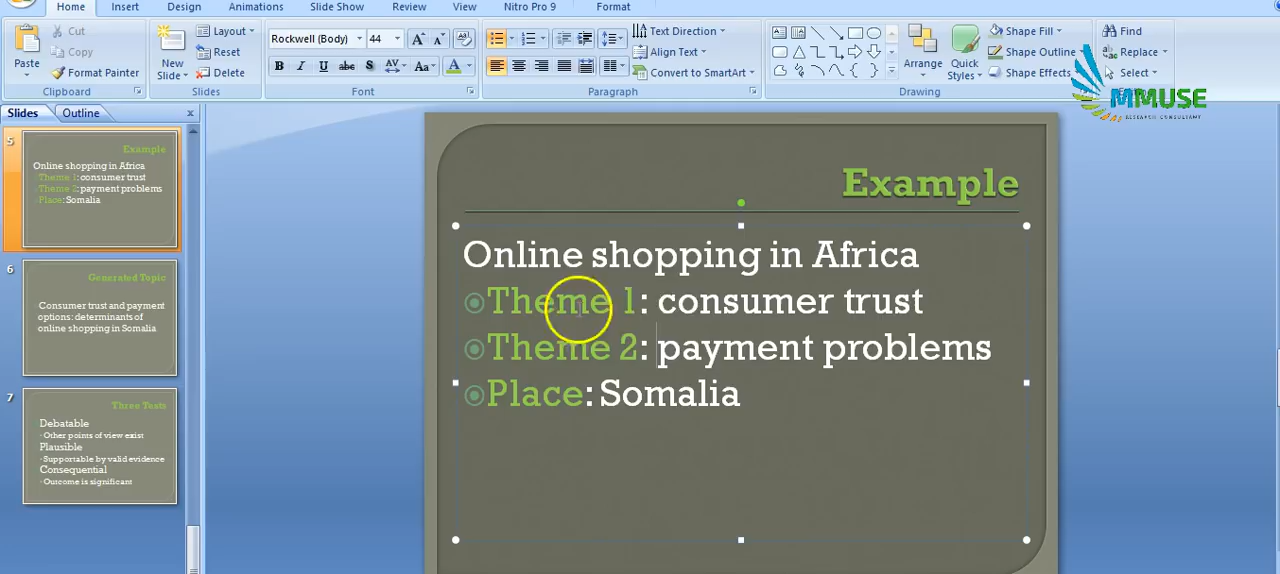 Home Insert Design Animations Slide Show Review View Nitro Pro 9 Format
Cut
Copy
Format Painter
Paste
Clipboard
New Slide
Layout
Reset
Delete
Slides
Rockwell (Body) 44
B I U abc S AV Aa A
Font
Text Direction
Align Text
Convert to SmartArt
Paragraph
Arrange
Quick Styles
Shape Fill
Shape Outline
Shape Effects
Drawing
Find
Replace
Select
MMUSE
RESEARCH CONSULTANT
Slides Outline x
5
Example
Online shopping in Africa
Theme 1: consumer trust
Theme 2: payment problems
Place: Somalia
6
Generated Topic
Consumer trust and payment
options: determinants of
online shopping in Somalia
7
Three Tests
Debatable
Other points of view exist
Plausible
Supportable by valid evidence
Consequential
Outcome is significant
Example
Online shopping in Africa
Theme 1: consumer trust
Theme 2: payment problems
Place: Somalia